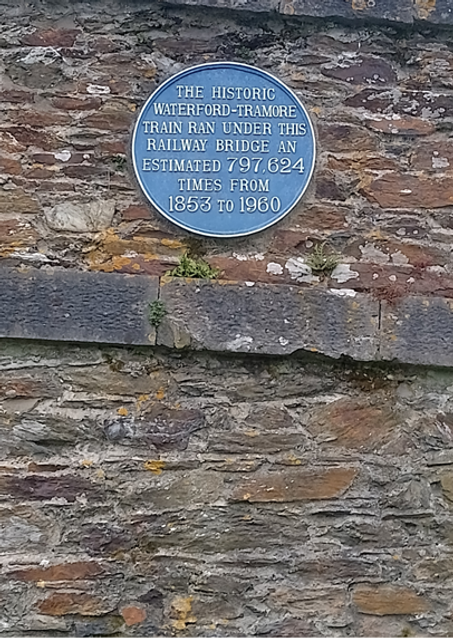 THE HISTORIC
WATERFORD-TRAMORE
TRAIN RAN UNDER THIS
RAILWAY BRIDGE AN
ESTIMATED 797,624
TIMES FROM
1853 TO 1960